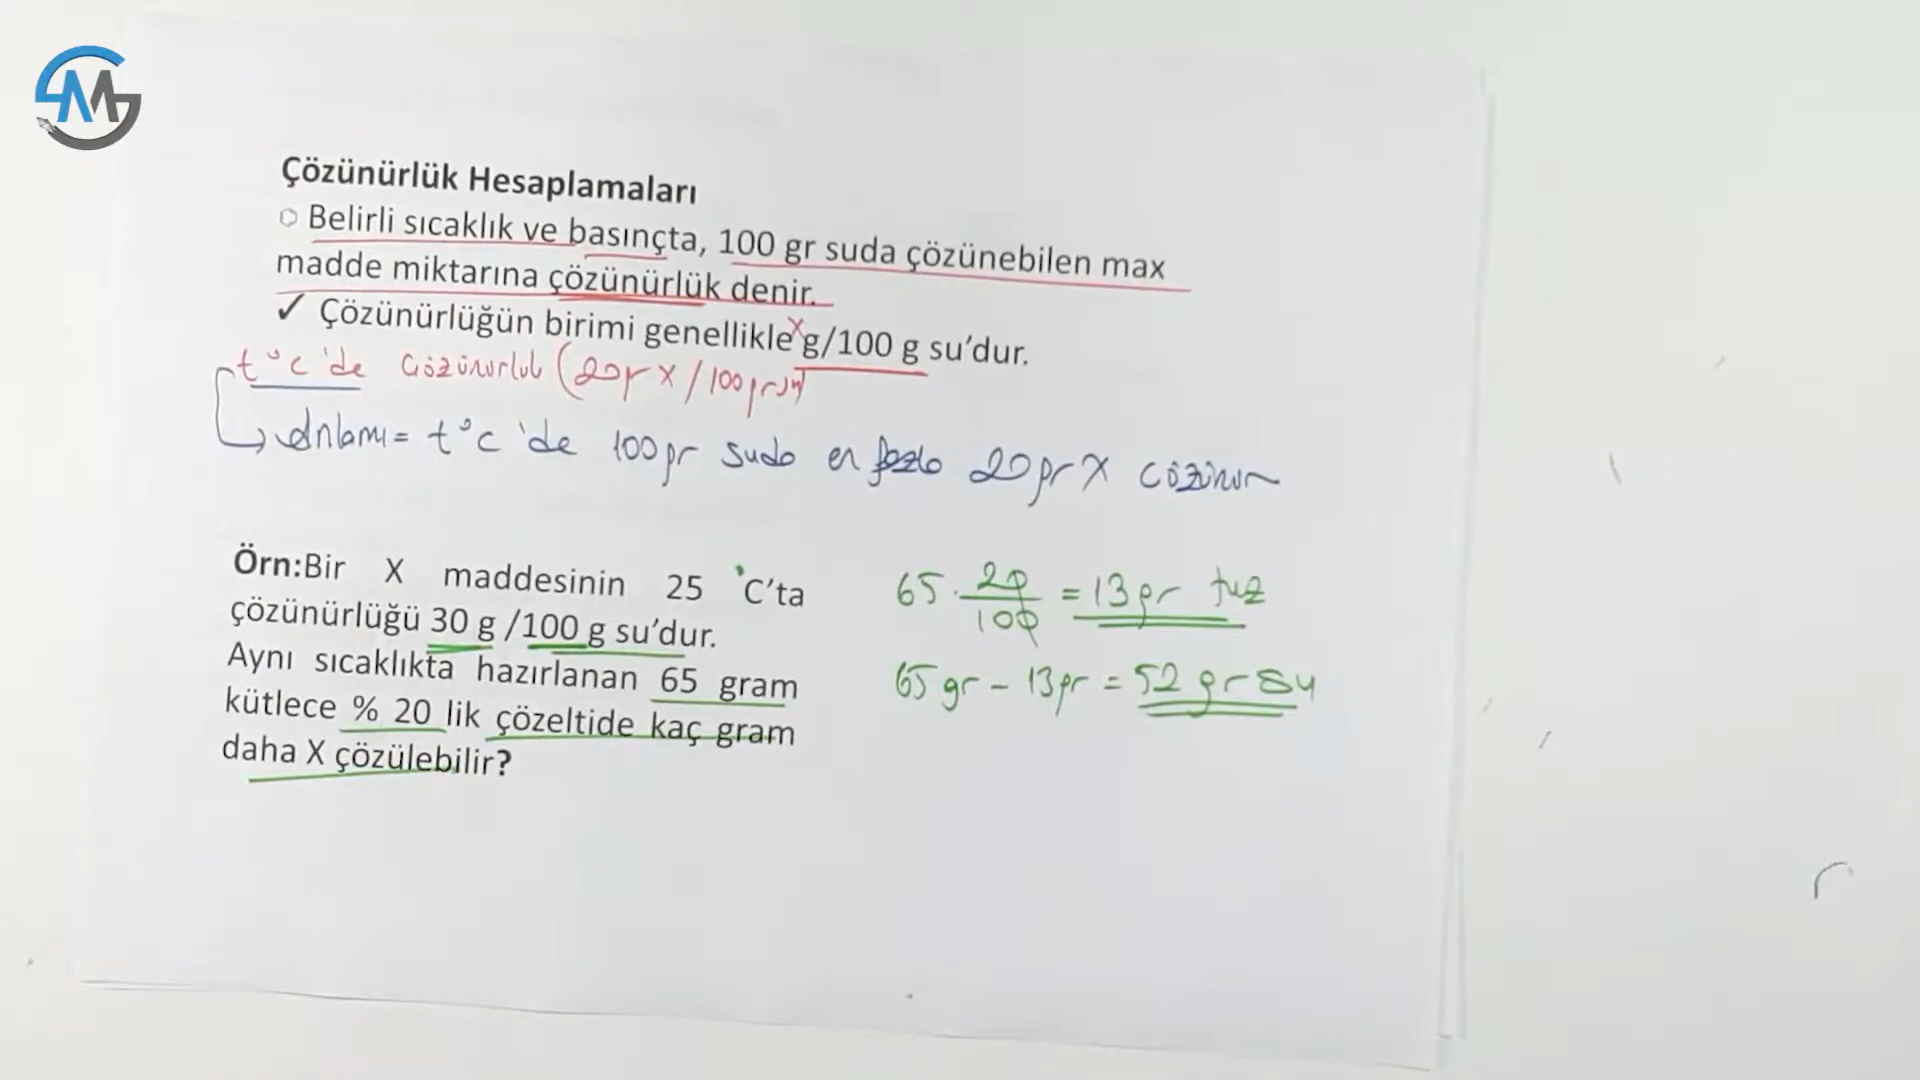 SMG
Çözünürlük Hesaplamaları
○ Belirli sıcaklık ve basınçta, 100 gr suda çözünebilen max
madde miktarına çözünürlük denir.
✓ Çözünürlüğün birimi genellikle x g/100 g su'dur.
t°c'de Çözünürlük (20gr x / 100gr su)
Anlamı = t°c 'de 100gr suda en fazla 20gr X çözünür
Örn:Bir X maddesinin 25 °C'ta
çözünürlüğü 30 g /100 g su'dur.
Aynı sıcaklıkta hazırlanan 65 gram
kütlece % 20 lik çözeltide kaç gram
daha X çözülebilir?
65 . 20/100 = 13gr tuz
65 gr - 13gr = 52 gr su